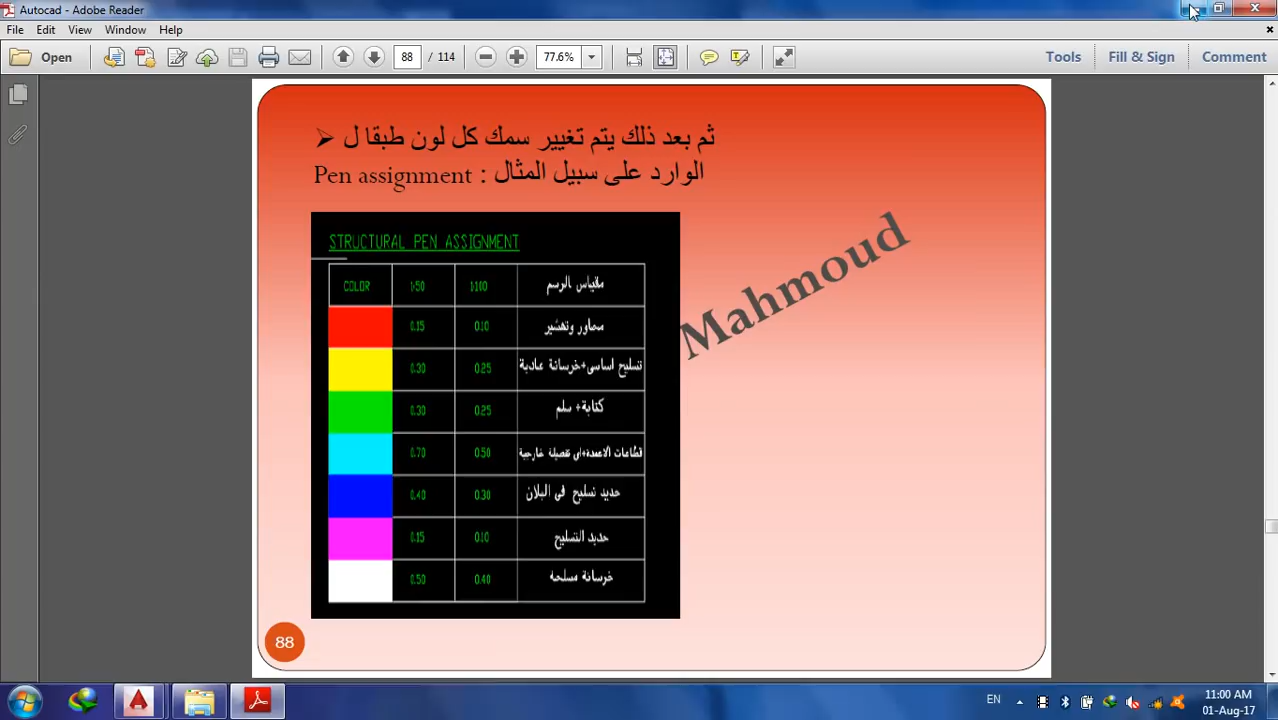 Autocad - Adobe Reader
File Edit View Window Help
Open 88 / 114 77.6% Tools Fill & Sign Comment
ثم بعد ذلك يتم تغيير سمك كل لون طبقا ل
Pen assignment : الوارد على سبيل المثال
Mahmoud
STRUCTURAL PEN ASSIGNMENT
COLOR 1:50 1:100 مقياس الرسم
0.15 0.10 محاور وتهشير
0.30 0.25 تسليح اساسى+خرسانة عادية
0.30 0.25 كتابة+ سلم
0.70 0.50 قطاعات الاعمدة+اى تفصيلة خارجية
0.40 0.30 حديد تسليح فى البلان
0.15 0.10 حديد التسليح
0.50 0.40 خرسانة مسلحة
88
EN 11:00 AM
01-Aug-17